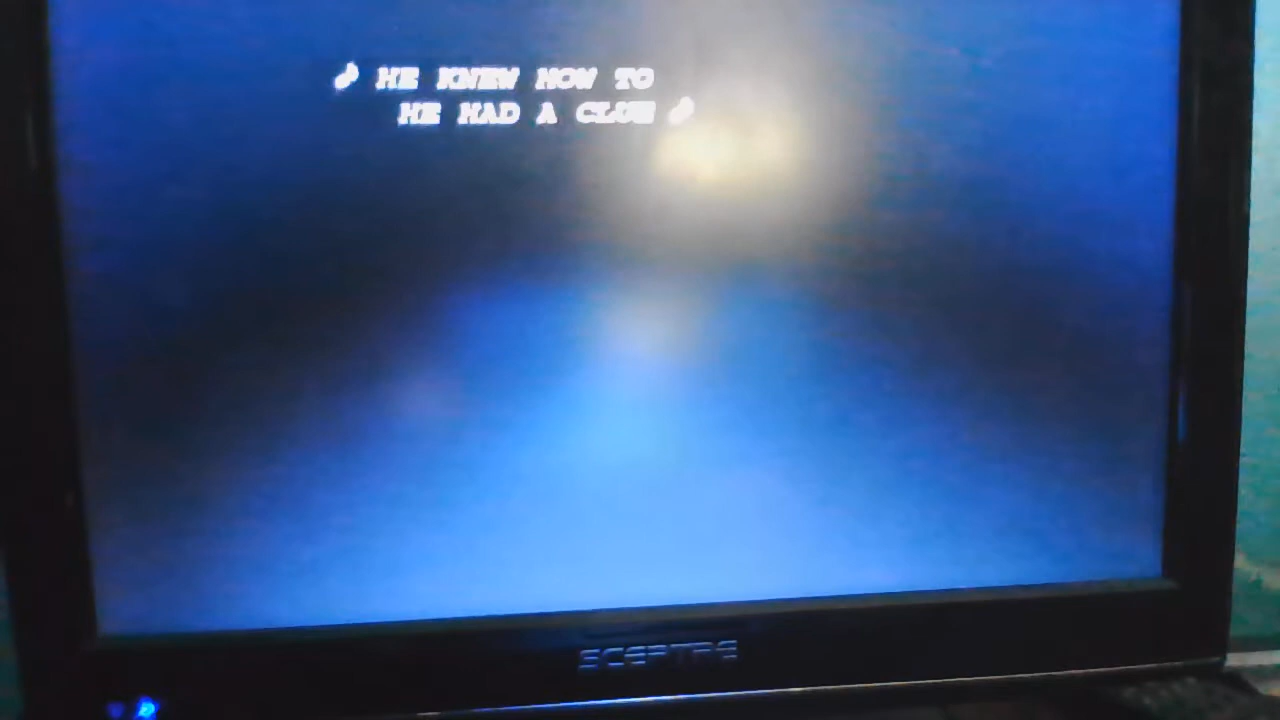 ♪ HE KNEW HOW TO
HE HAD A CLUE ♪
SCEPTRE